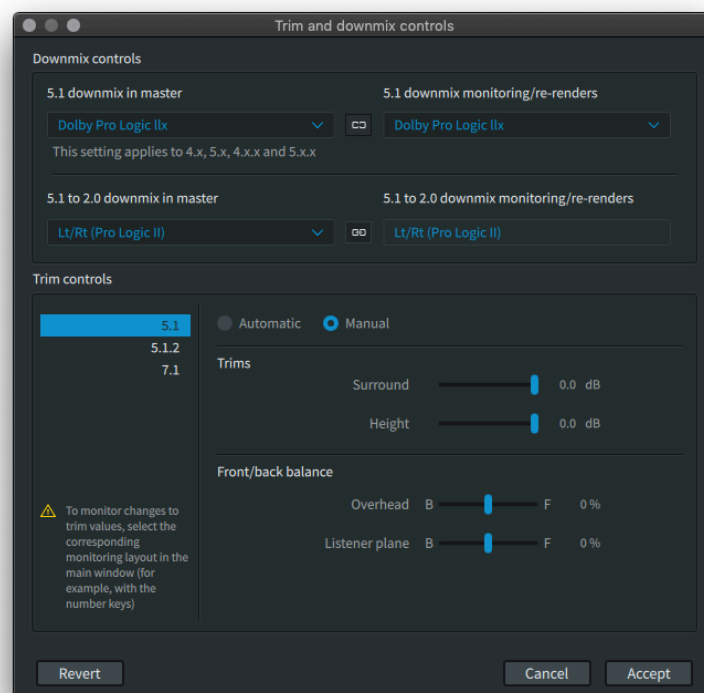 Trim and downmix controls
Downmix controls
5.1 downmix in master
5.1 downmix monitoring/re-renders
Dolby Pro Logic llx
Dolby Pro Logic llx
This setting applies to 4.x, 5.x, 4.x.x and 5.x.x
5.1 to 2.0 downmix in master
5.1 to 2.0 downmix monitoring/re-renders
Lt/Rt (Pro Logic II)
Lt/Rt (Pro Logic II)
Trim controls
5.1
5.1.2
7.1
Automatic
Manual
Trims
Surround
0.0 dB
Height
0.0 dB
Front/back balance
Overhead B F 0 %
Listener plane B F 0 %
To monitor changes to
trim values, select the
corresponding
monitoring layout in the
main window (for
example, with the
number keys)
Revert
Cancel
Accept